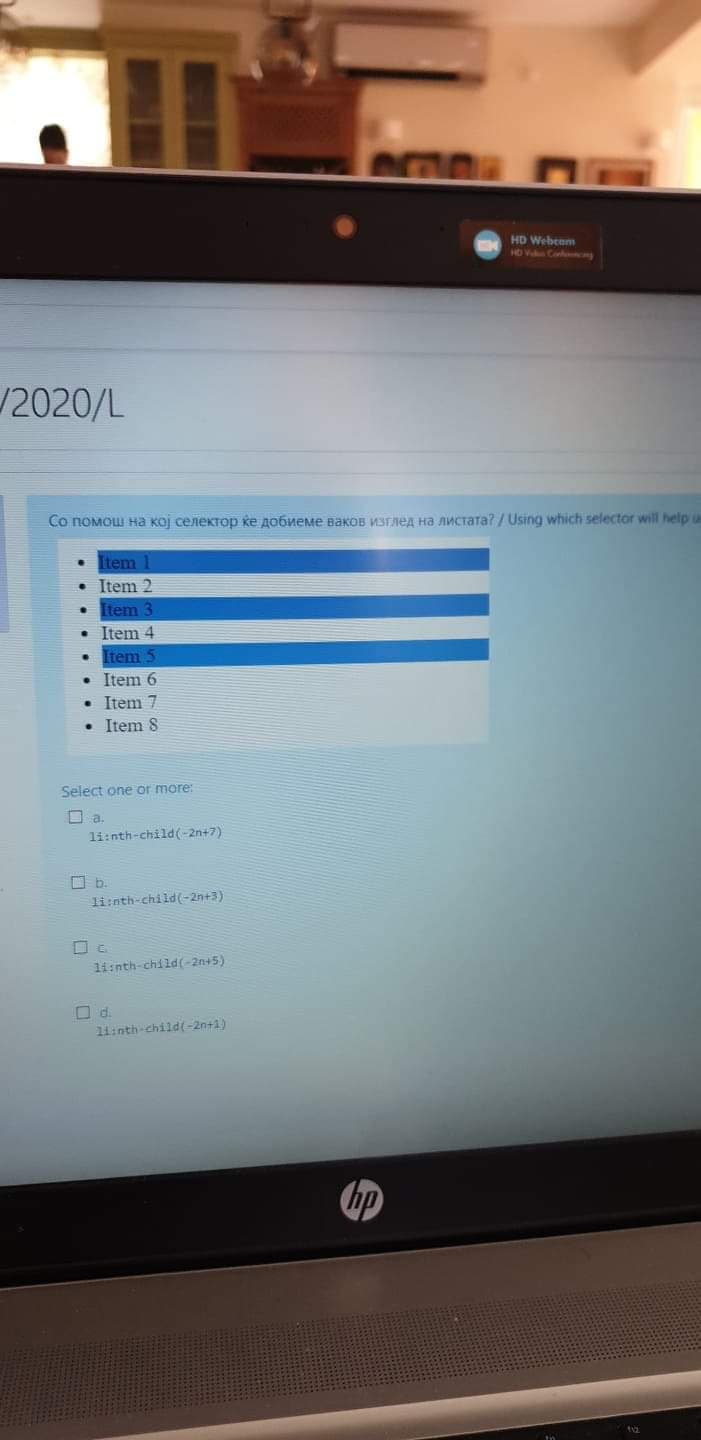 HD Webcam
HD Video Conferencing
/2020/L
Со помош на кој селектор ќе добиеме ваков изглед на листата? / Using which selector will help
Item 1
Item 2
Item 3
Item 4
Item 5
Item 6
Item 7
Item 8
Select one or more:
a.
li:nth-child(-2n+7)
b.
li:nth-child(-2n+3)
c.
li:nth-child(-2n+5)
d.
li:nth-child(-2n+1)
hp
f12